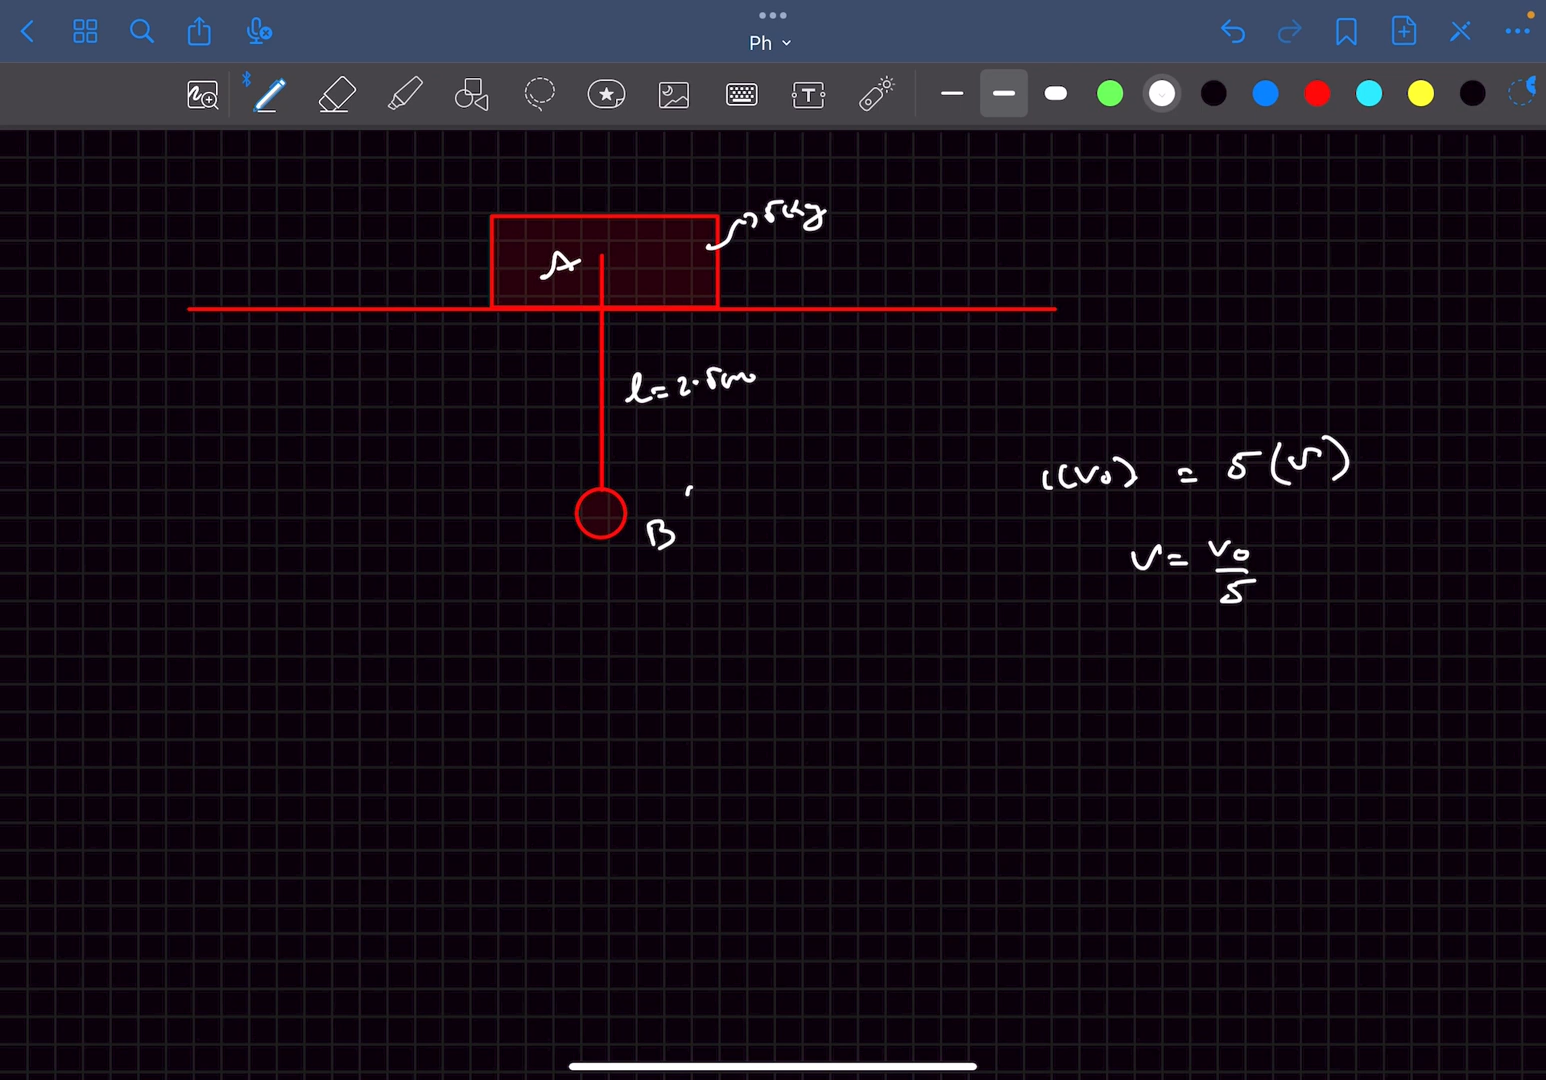 Ph
T
A
5kg
l = 2.5m
B
1(v₀) = 5(v)
v = v₀/5